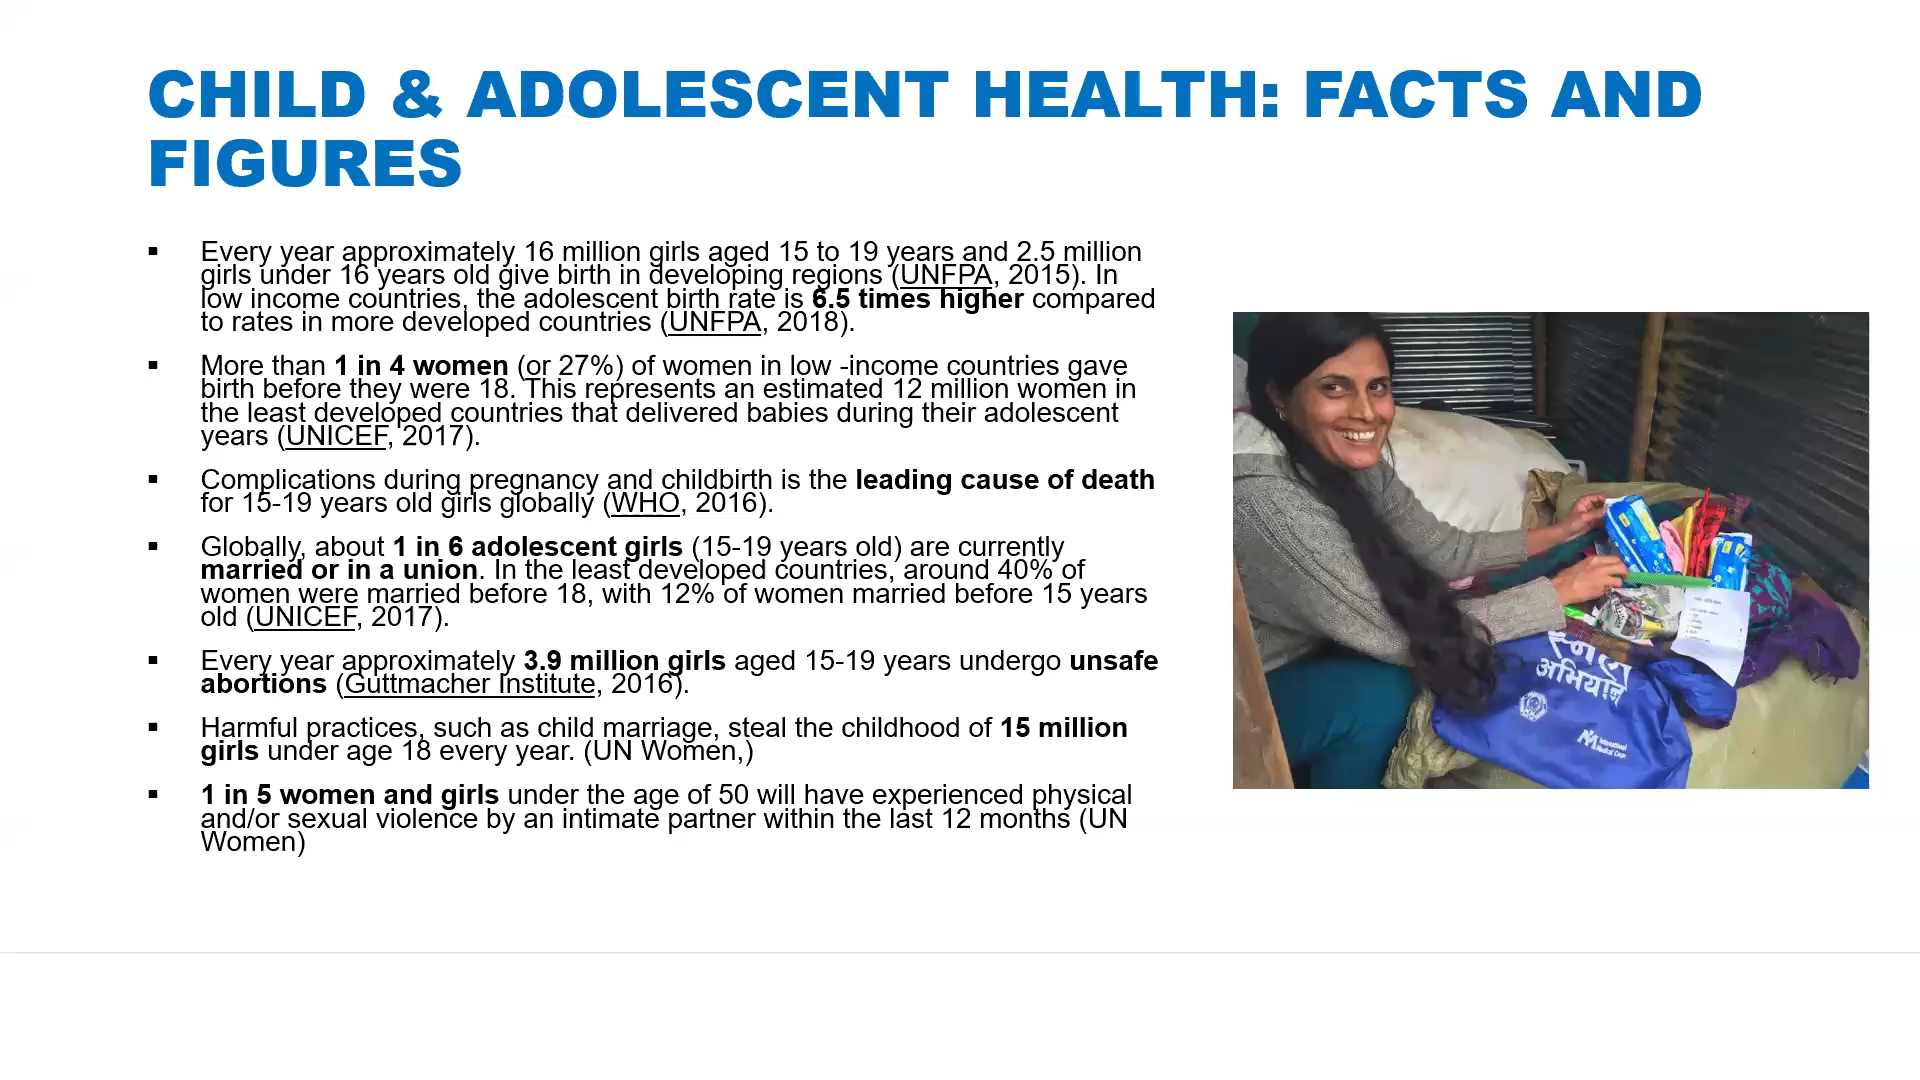 CHILD & ADOLESCENT HEALTH: FACTS AND
FIGURES
▪ Every year approximately 16 million girls aged 15 to 19 years and 2.5 million
girls under 16 years old give birth in developing regions (UNFPA, 2015). In
low income countries, the adolescent birth rate is 6.5 times higher compared
to rates in more developed countries (UNFPA, 2018).
▪ More than 1 in 4 women (or 27%) of women in low -income countries gave
birth before they were 18. This represents an estimated 12 million women in
the least developed countries that delivered babies during their adolescent
years (UNICEF, 2017).
▪ Complications during pregnancy and childbirth is the leading cause of death
for 15-19 years old girls globally (WHO, 2016).
▪ Globally, about 1 in 6 adolescent girls (15-19 years old) are currently
married or in a union. In the least developed countries, around 40% of
women were married before 18, with 12% of women married before 15 years
old (UNICEF, 2017).
▪ Every year approximately 3.9 million girls aged 15-19 years undergo unsafe
abortions (Guttmacher Institute, 2016).
▪ Harmful practices, such as child marriage, steal the childhood of 15 million
girls under age 18 every year. (UN Women,)
▪ 1 in 5 women and girls under the age of 50 will have experienced physical
and/or sexual violence by an intimate partner within the last 12 months (UN
Women)
अभियान
International
Medical Corps